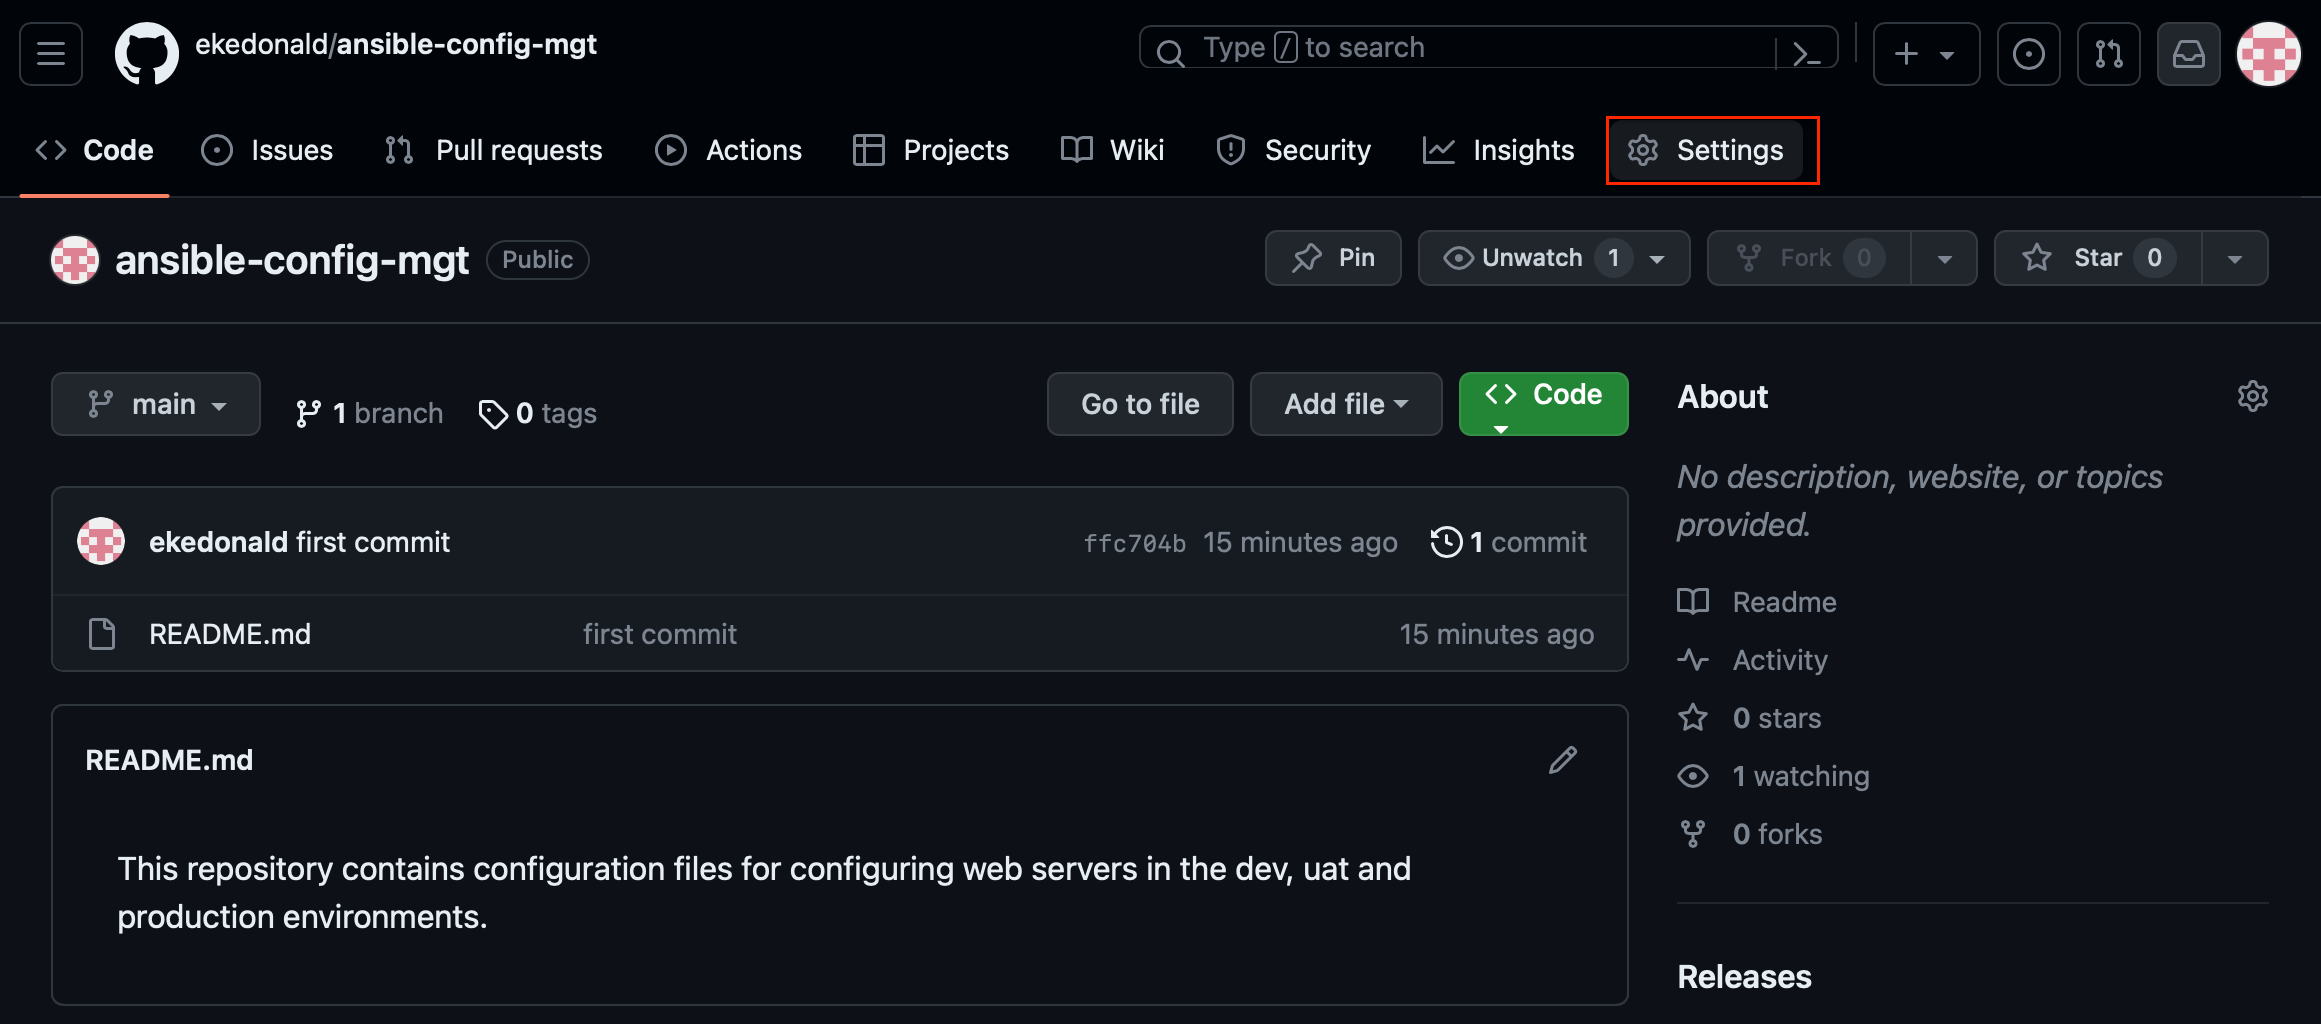 ekedonald/ansible-config-mgt
Type / to search
Code
Issues
Pull requests
Actions
Projects
Wiki
Security
Insights
Settings
ansible-config-mgt
Public
Pin
Unwatch 1
Fork 0
Star 0
main
1 branch
0 tags
Go to file
Add file
Code
ekedonald first commit
ffc704b 15 minutes ago
1 commit
README.md
first commit
15 minutes ago
README.md
This repository contains configuration files for configuring web servers in the dev, uat and
production environments.
About
No description, website, or topics
provided.
Readme
Activity
0 stars
1 watching
0 forks
Releases